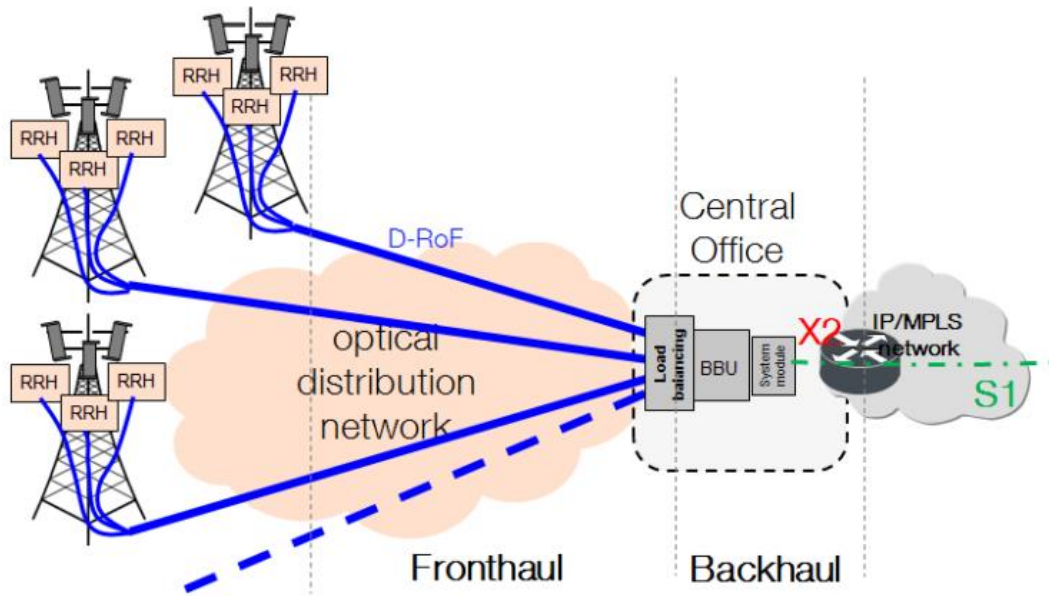 RRH
RRH
RRH
RRH
RRH
RRH
RRH
RRH
RRH
D-RoF
Central
Office
optical
distribution
network
Load
balancing
BBU
System
module
X2
IP/MPLS
network
S1
Fronthaul
Backhaul